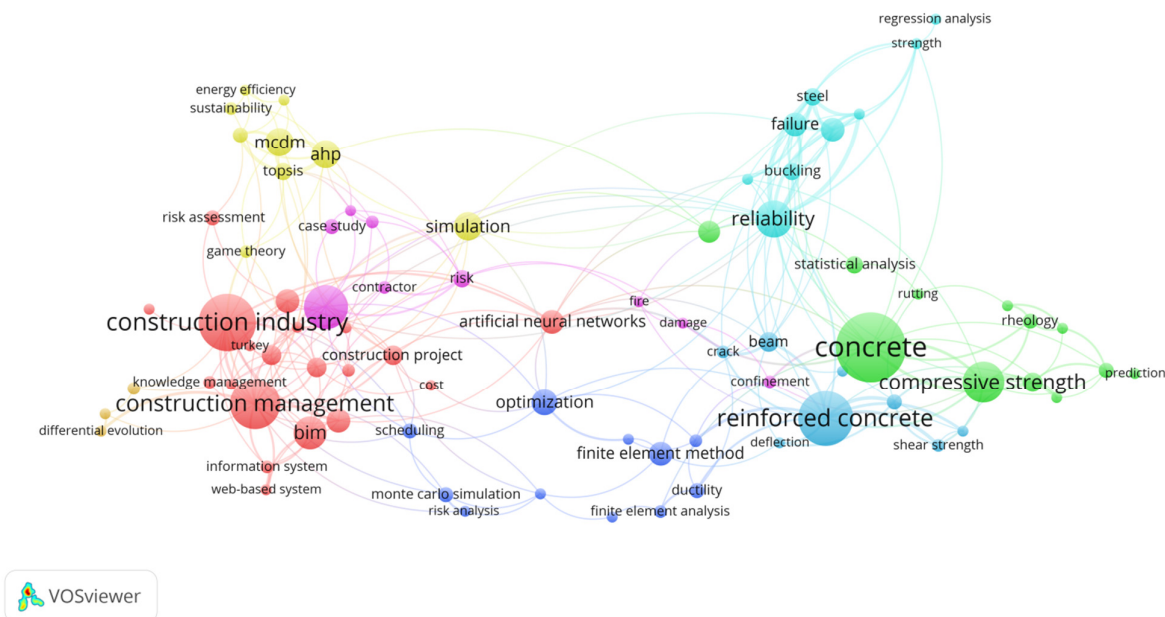 regression analysis
strength
energy efficiency
steel
sustainability
failure
mcdm
ahp
topsis
buckling
risk assessment
case study
simulation
reliability
game theory
statistical analysis
risk
contractor
rutting
fire
construction industry
artificial neural networks
damage
rheology
turkey
construction project
crack
beam
concrete
knowledge management
cost
confinement
compressive strength
prediction
construction management
optimization
reinforced concrete
differential evolution
bim
scheduling
deflection
shear strength
finite element method
information system
web-based system
monte carlo simulation
ductility
risk analysis
finite element analysis
VOSviewer